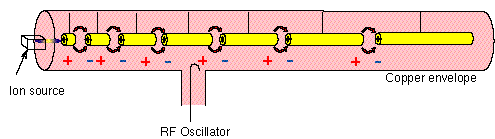 + - + - + - + - + - + -
Copper envelope
Ion source
RF Oscillator